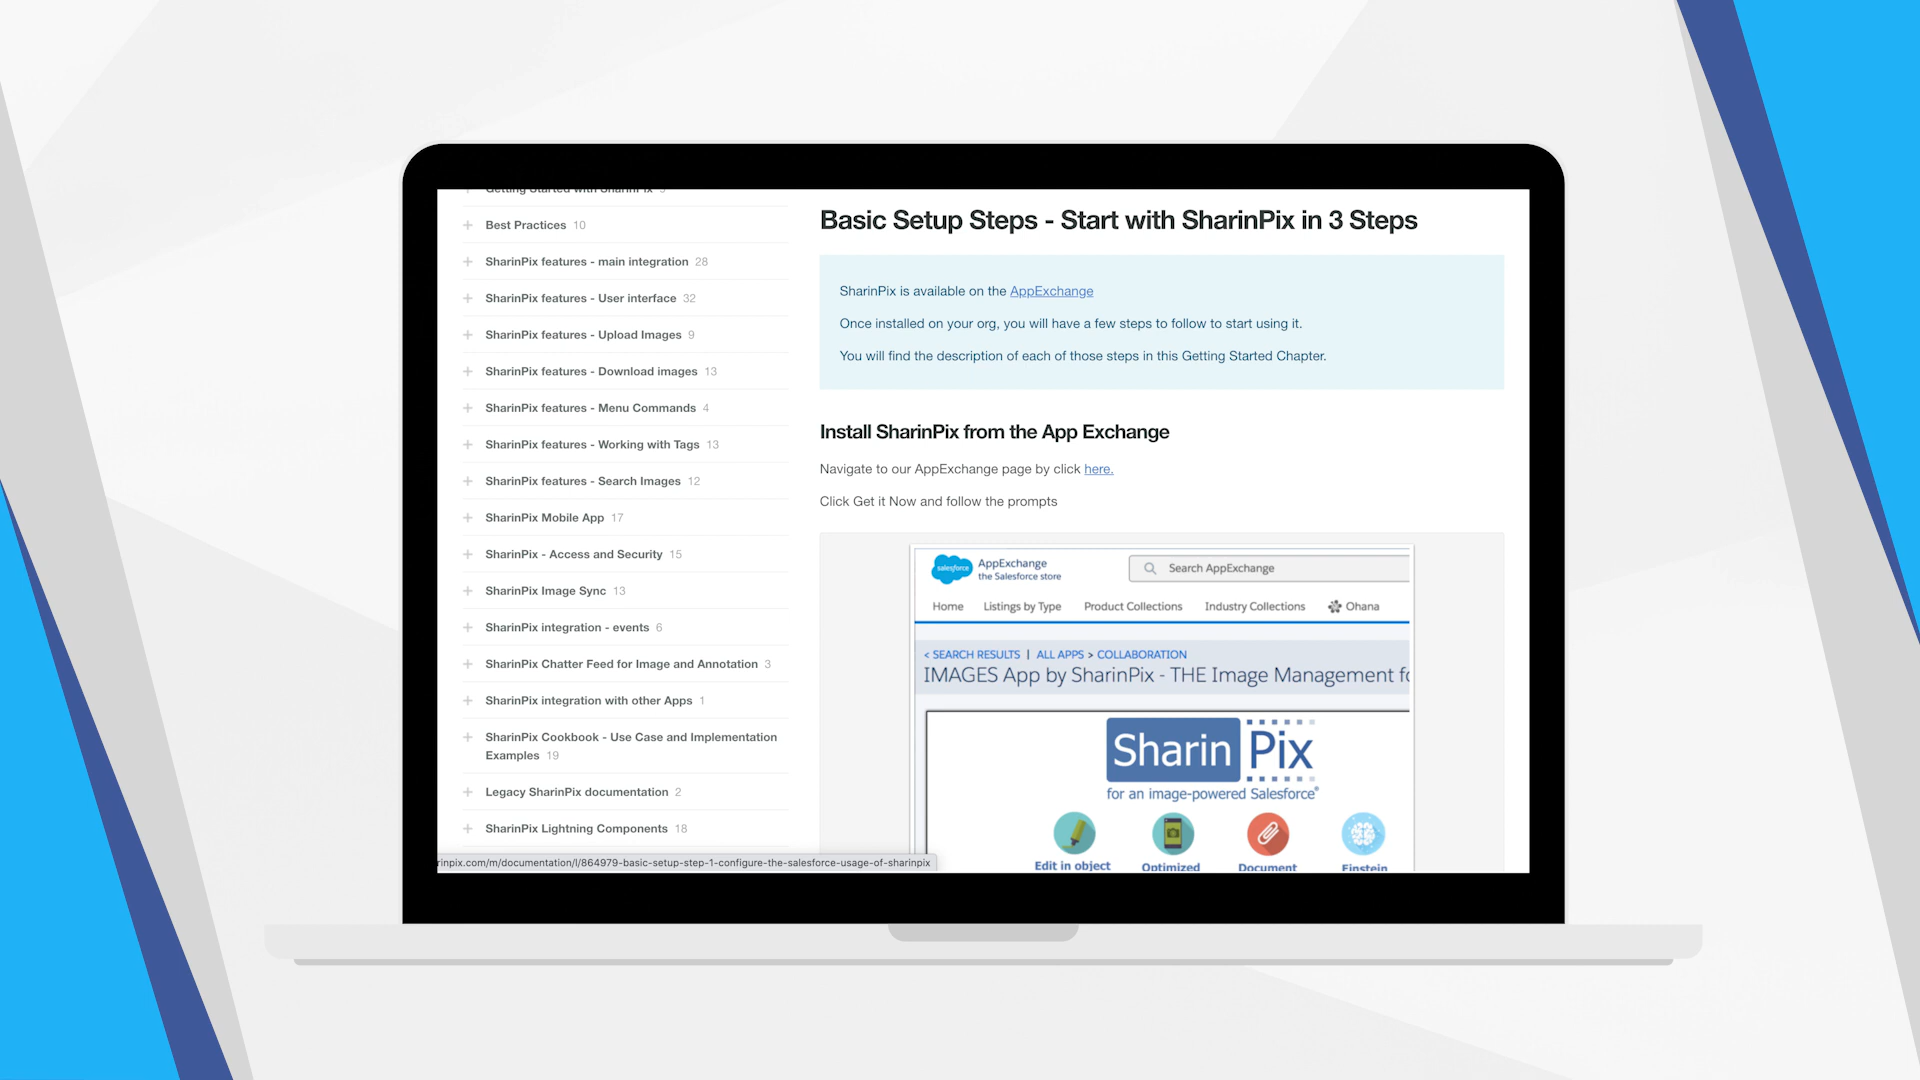 Getting Started with SharinPix
Best Practices 10
SharinPix features - main integration 28
SharinPix features - User interface 32
SharinPix features - Upload Images 9
SharinPix features - Download images 13
SharinPix features - Menu Commands 4
SharinPix features - Working with Tags 13
SharinPix features - Search Images 12
SharinPix Mobile App 17
SharinPix - Access and Security 15
SharinPix Image Sync 13
SharinPix integration - events 6
SharinPix Chatter Feed for Image and Annotation 3
SharinPix integration with other Apps 1
SharinPix Cookbook - Use Case and Implementation
Examples 19
Legacy SharinPix documentation 2
SharinPix Lightning Components 18
rinpix.com/m/documentation/l/864979-basic-setup-step-1-configure-the-salesforce-usage-of-sharinpix
Basic Setup Steps - Start with SharinPix in 3 Steps
SharinPix is available on the AppExchange
Once installed on your org, you will have a few steps to follow to start using it.
You will find the description of each of those steps in this Getting Started Chapter.
Install SharinPix from the App Exchange
Navigate to our AppExchange page by click here.
Click Get it Now and follow the prompts
salesforce
AppExchange
the Salesforce store
Search AppExchange
Home Listings by Type Product Collections Industry Collections Ohana
< SEARCH RESULTS | ALL APPS > COLLABORATION
IMAGES App by SharinPix - THE Image Management fo
Sharin Pix
for an image-powered Salesforce®
Edit in object Optimized Document Einstein